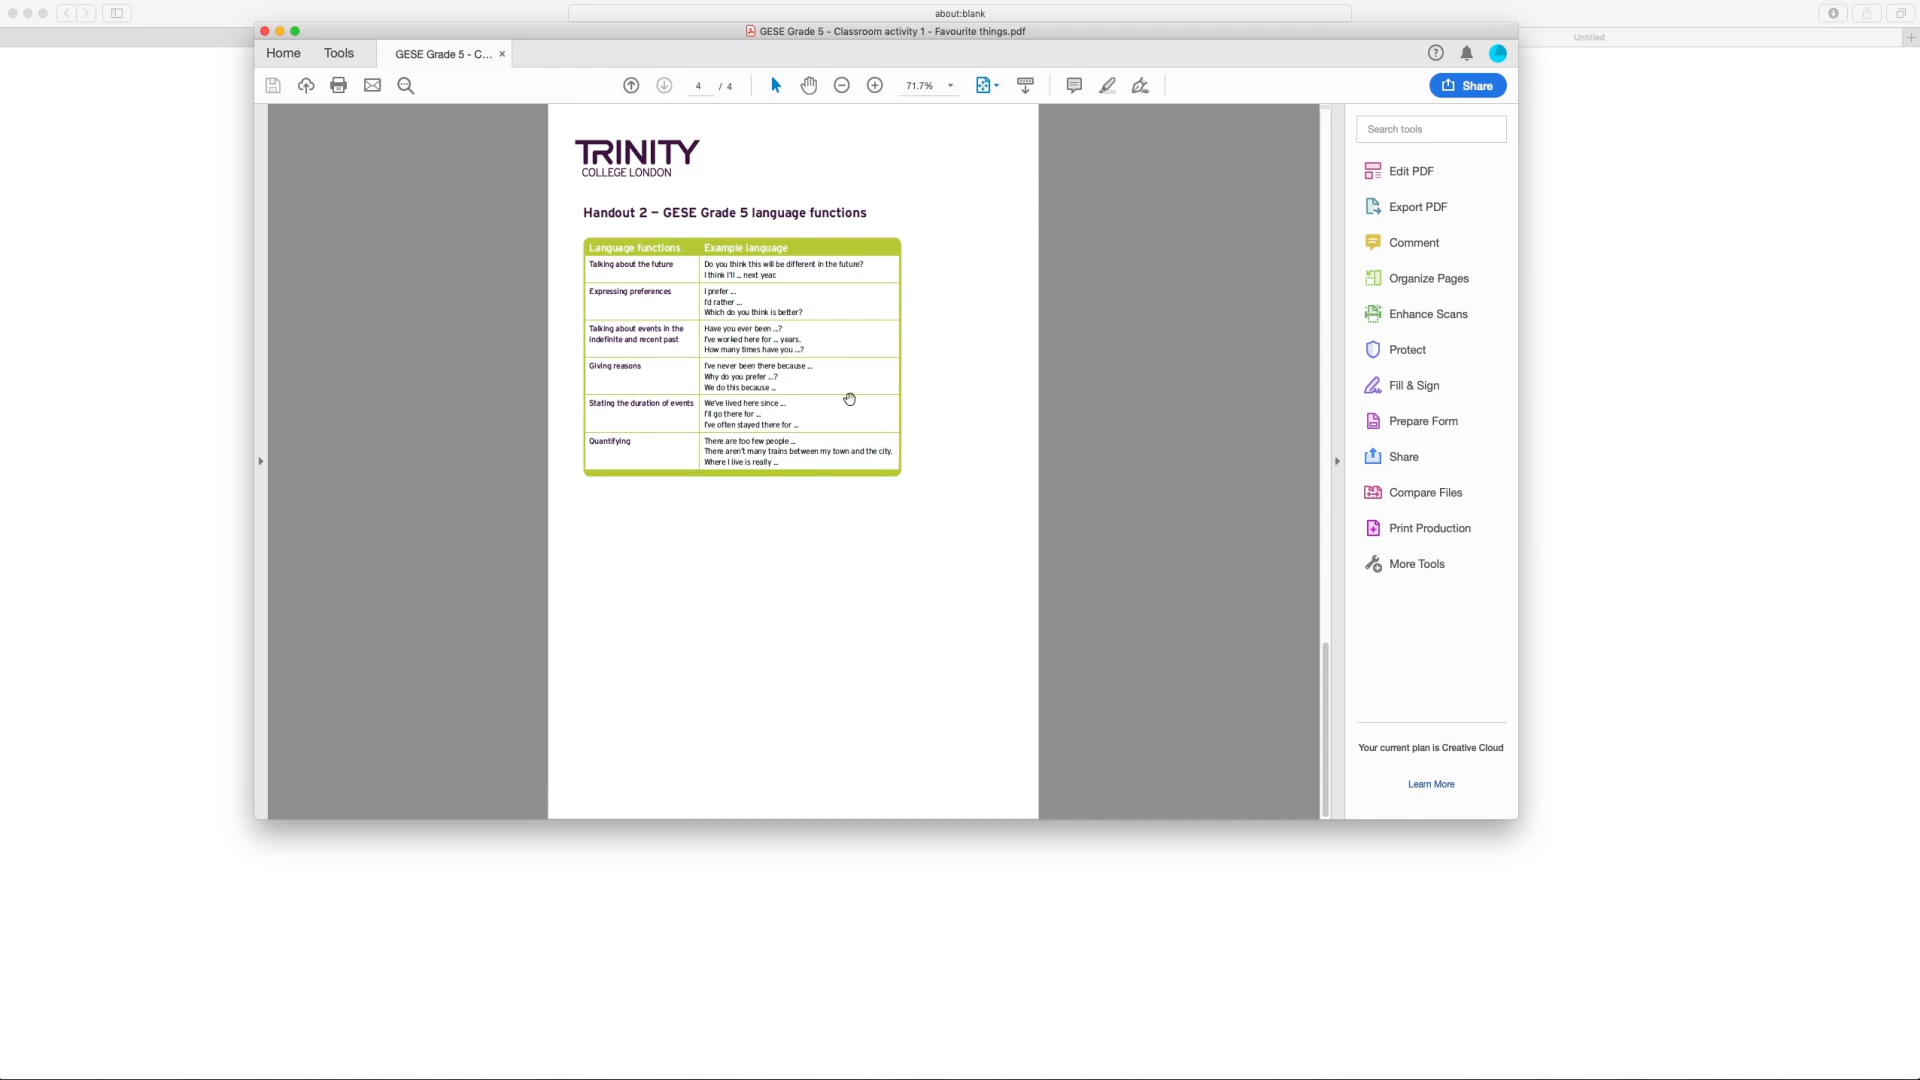 about:blank
GESE Grade 5 - Classroom activity 1 - Favourite things.pdf
Untitled
Home
Tools
GESE Grade 5 - C...
4 / 4
71.7%
Share
TRINITY
COLLEGE LONDON
Handout 2 – GESE Grade 5 language functions
Language functions
Example language
Talking about the future
Do you think this will be different in the future?
I think I'll ... next year.
Expressing preferences
I prefer ...
I'd rather ...
Which do you think is better?
Talking about events in the
indefinite and recent past
Have you ever been ...?
I've worked here for ... years.
How many times have you ...?
Giving reasons
I've never been there because ...
Why do you prefer ...?
We do this because ...
Stating the duration of events
We've lived here since ...
I'll go there for ...
I've often stayed there for ...
Quantifying
There are too few people ...
There aren't many trains between my town and the city.
Where I live is really ...
Search tools
Edit PDF
Export PDF
Comment
Organize Pages
Enhance Scans
Protect
Fill & Sign
Prepare Form
Share
Compare Files
Print Production
More Tools
Your current plan is Creative Cloud
Learn More